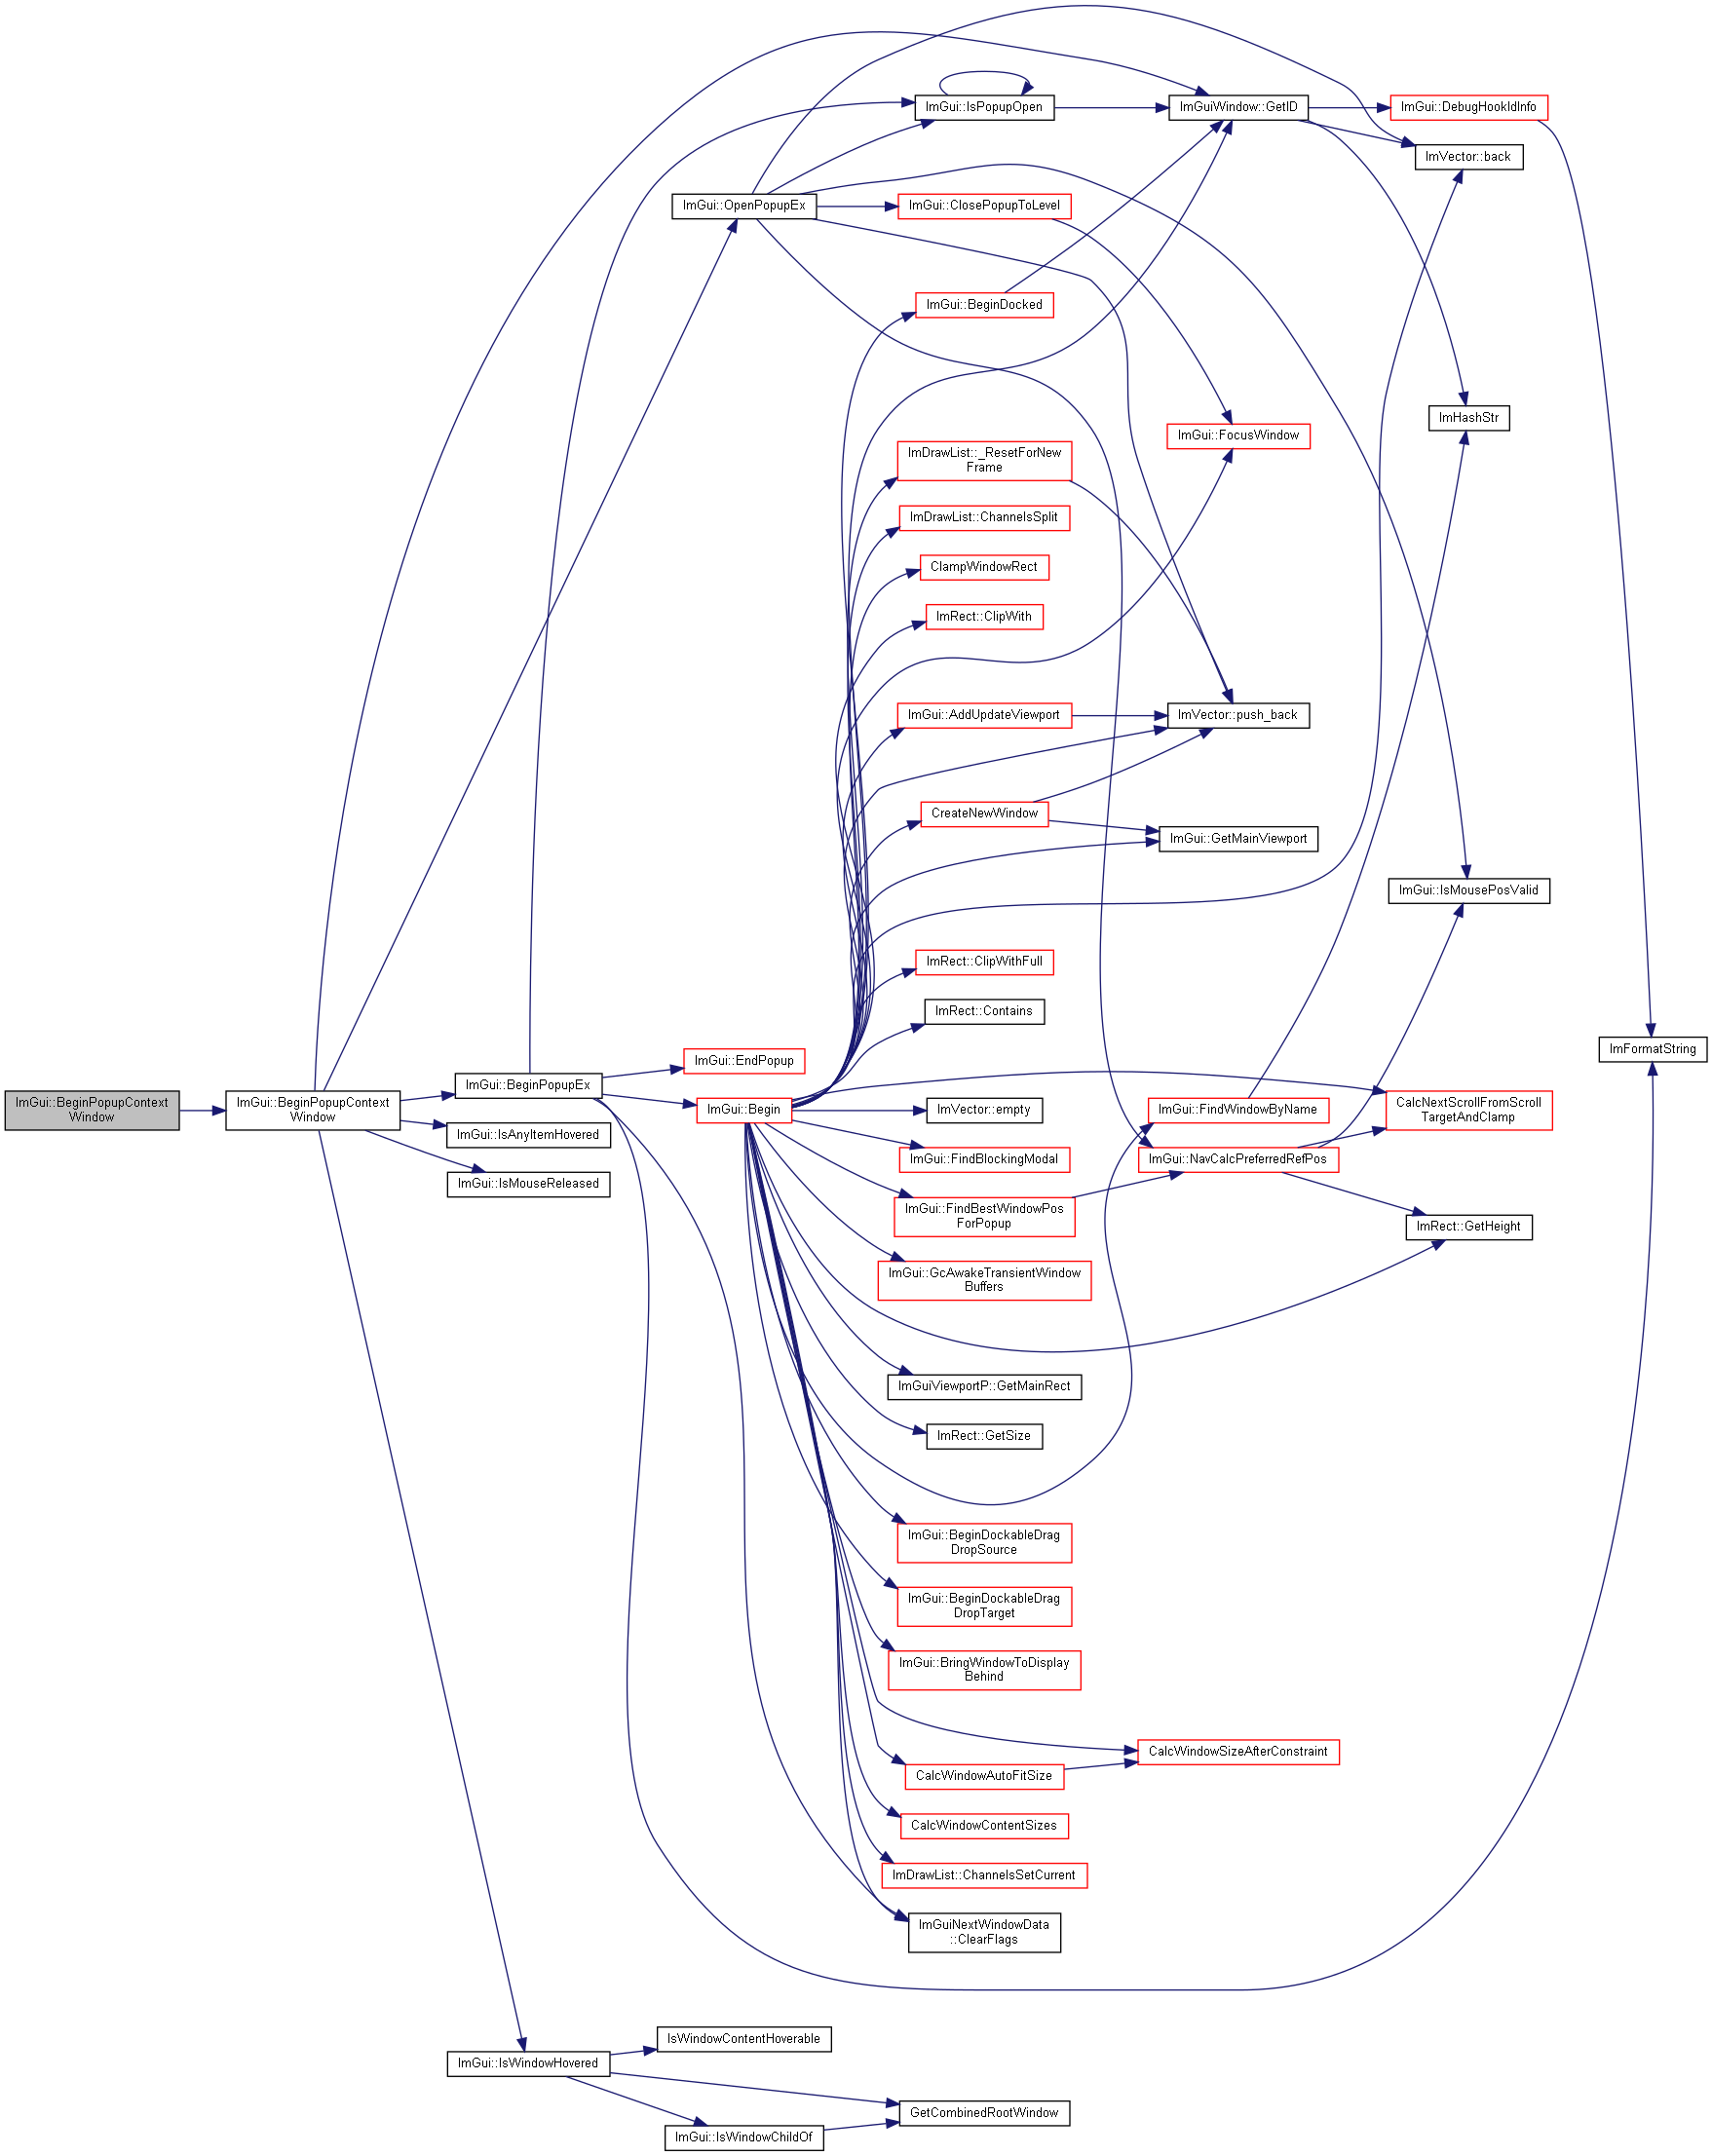 ImGui::IsPopupOpen
ImGuiWindow::GetID
ImGui::DebugHookIdInfo
ImVector::back
ImGui::OpenPopupEx
ImGui::ClosePopupToLevel
ImGui::BeginDocked
ImHashStr
ImGui::FocusWindow
ImDrawList::_ResetForNew
Frame
ImDrawList::ChannelsSplit
ClampWindowRect
ImRect::ClipWith
ImGui::AddUpdateViewport
ImVector::push_back
CreateNewWindow
ImGui::GetMainViewport
ImGui::IsMousePosValid
ImRect::ClipWithFull
ImRect::Contains
ImFormatString
ImGui::EndPopup
ImGui::BeginPopupEx
ImGui::BeginPopupContext
Window
ImGui::BeginPopupContext
Window
ImGui::Begin
ImVector::empty
ImGui::FindWindowByName
CalcNextScrollFromScroll
TargetAndClamp
ImGui::IsAnyItemHovered
ImGui::FindBlockingModal
ImGui::NavCalcPreferredRefPos
ImGui::IsMouseReleased
ImGui::FindBestWindowPos
ForPopup
ImRect::GetHeight
ImGui::GcAwakeTransientWindow
Buffers
ImGuiViewportP::GetMainRect
ImRect::GetSize
ImGui::BeginDockableDrag
DropSource
ImGui::BeginDockableDrag
DropTarget
ImGui::BringWindowToDisplay
Behind
CalcWindowSizeAfterConstraint
CalcWindowAutoFitSize
CalcWindowContentSizes
ImDrawList::ChannelsSetCurrent
ImGuiNextWindowData
::ClearFlags
IsWindowContentHoverable
ImGui::IsWindowHovered
GetCombinedRootWindow
ImGui::IsWindowChildOf